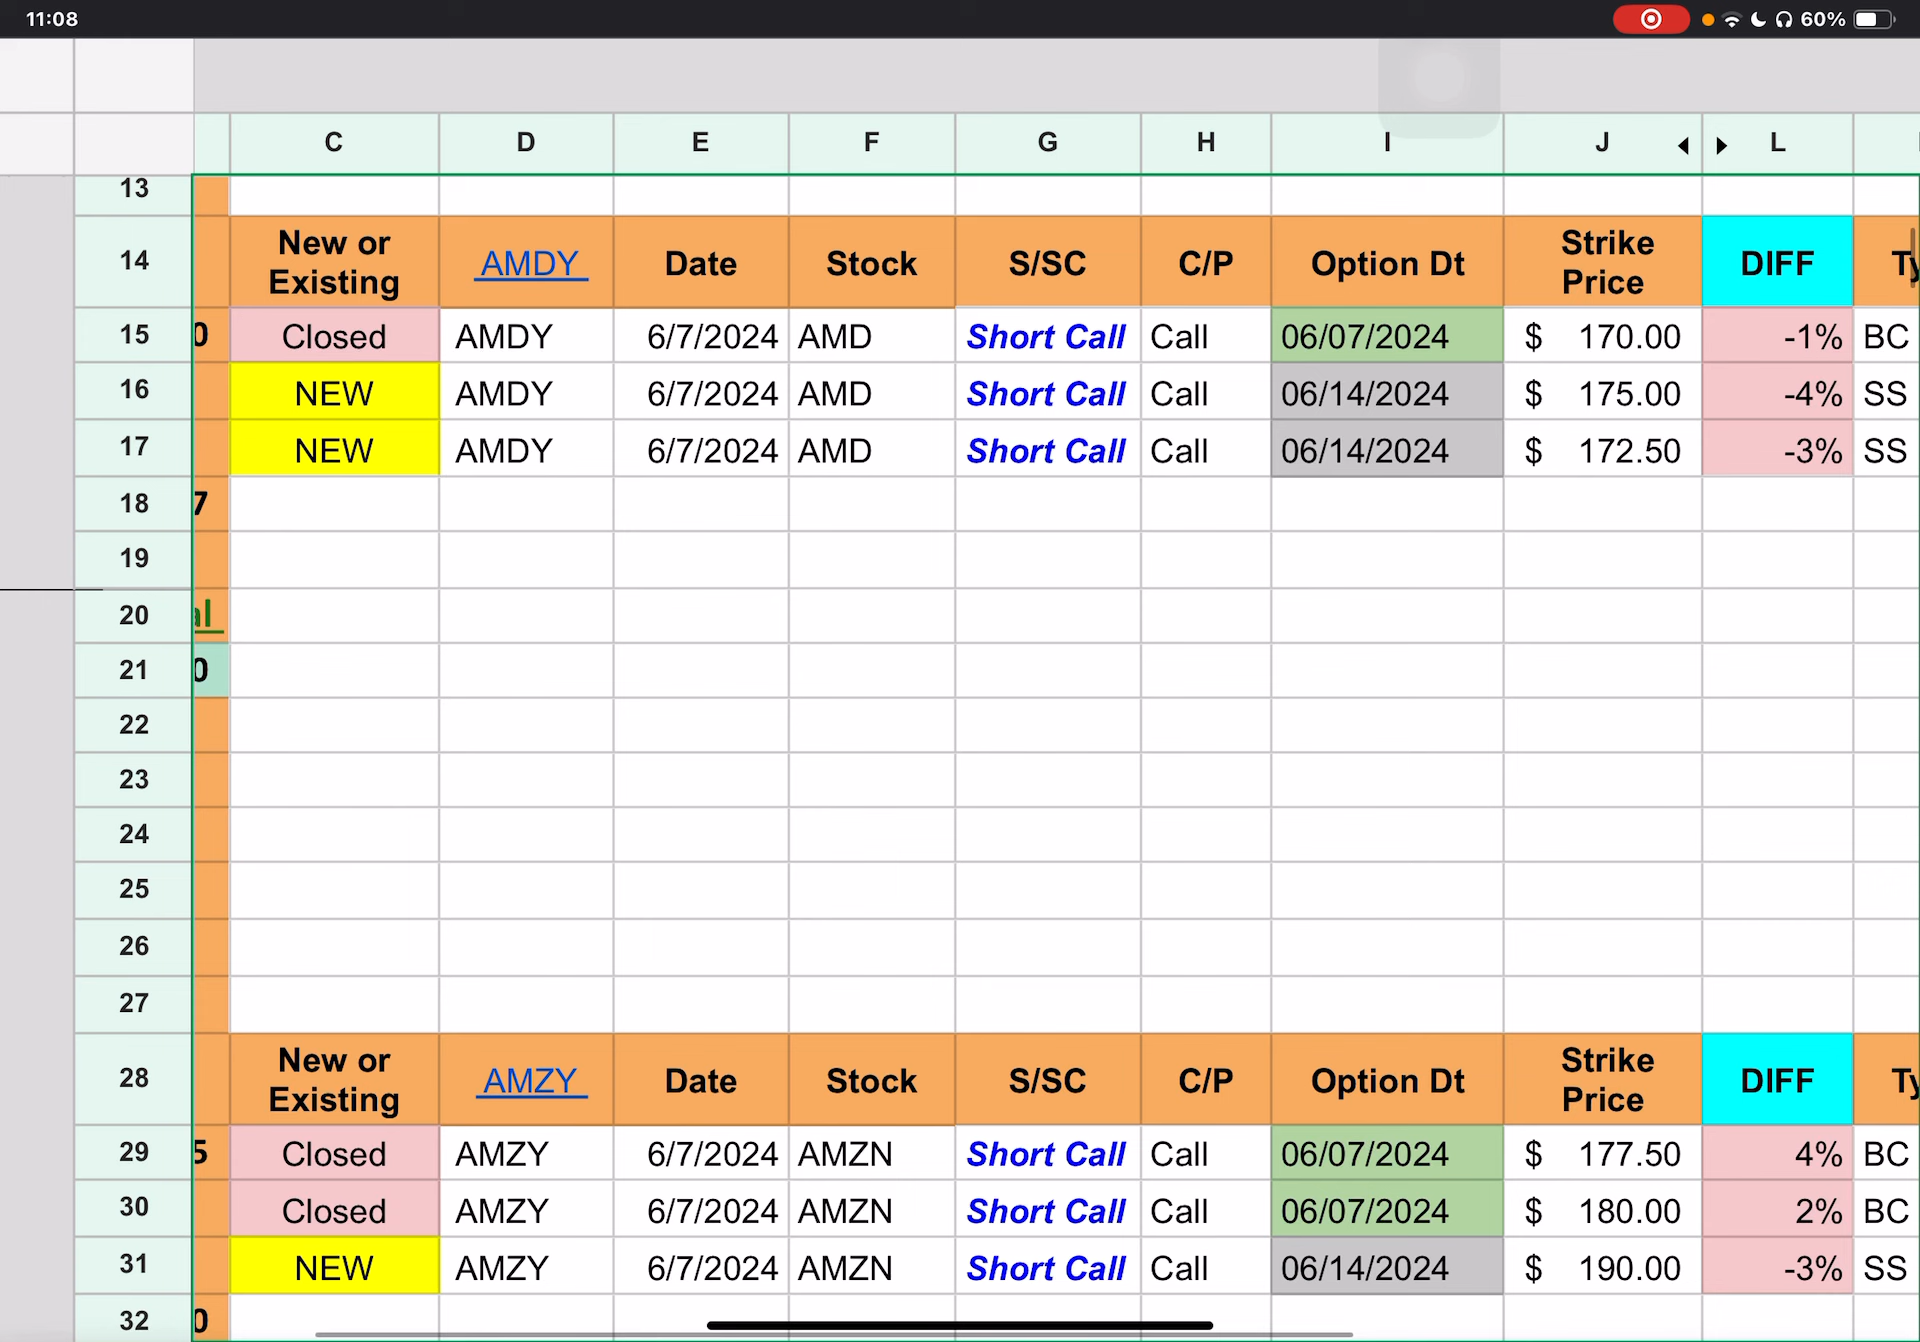 11:08 60%
C D E F G H I J L
13
14 New or Existing AMDY Date Stock S/SC C/P Option Dt Strike Price DIFF
15 0 Closed AMDY 6/7/2024 AMD Short Call Call 06/07/2024 $ 170.00 -1% BC
16 NEW AMDY 6/7/2024 AMD Short Call Call 06/14/2024 $ 175.00 -4% SS
17 NEW AMDY 6/7/2024 AMD Short Call Call 06/14/2024 $ 172.50 -3% SS
18 7
19
20 al
21 0
22
23
24
25
26
27
28 New or Existing AMZY Date Stock S/SC C/P Option Dt Strike Price DIFF
29 5 Closed AMZY 6/7/2024 AMZN Short Call Call 06/07/2024 $ 177.50 4% BC
30 Closed AMZY 6/7/2024 AMZN Short Call Call 06/07/2024 $ 180.00 2% BC
31 NEW AMZY 6/7/2024 AMZN Short Call Call 06/14/2024 $ 190.00 -3% SS
32 0